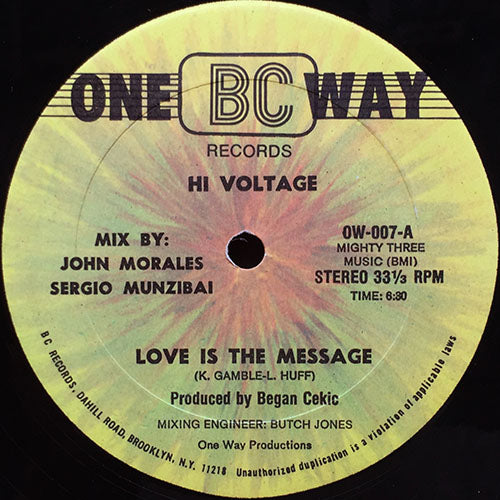 ONE BC WAY
RECORDS
HI VOLTAGE
MIX BY:
JOHN MORALES
SERGIO MUNZIBAI
OW-007-A
MIGHTY THREE
MUSIC (BMI)
STEREO 33⅓ RPM
TIME: 6:30
LOVE IS THE MESSAGE
(K. GAMBLE-L. HUFF)
Produced by Began Cekic
MIXING ENGINEER: BUTCH JONES
One Way Productions
BC RECORDS, DAHILL ROAD, BROOKLYN, N.Y. 11218 Unauthorized duplication is a violation of applicable laws